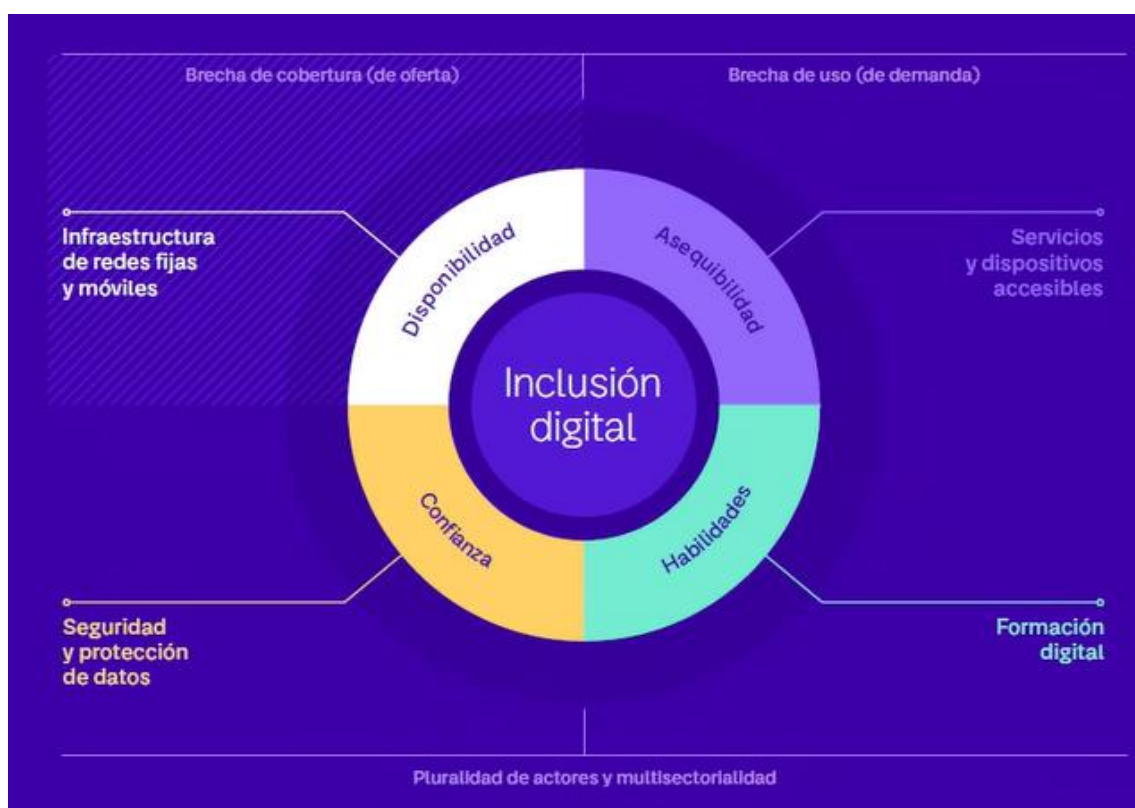 Brecha de cobertura (de oferta)
Brecha de uso (de demanda)
Infraestructura
de redes fijas
y móviles
Disponibilidad
Asequibilidad
Servicios
y dispositivos
accesibles
Inclusión
digital
Confianza
Habilidades
Seguridad
y protección
de datos
Formación
digital
Pluralidad de actores y multisectorialidad